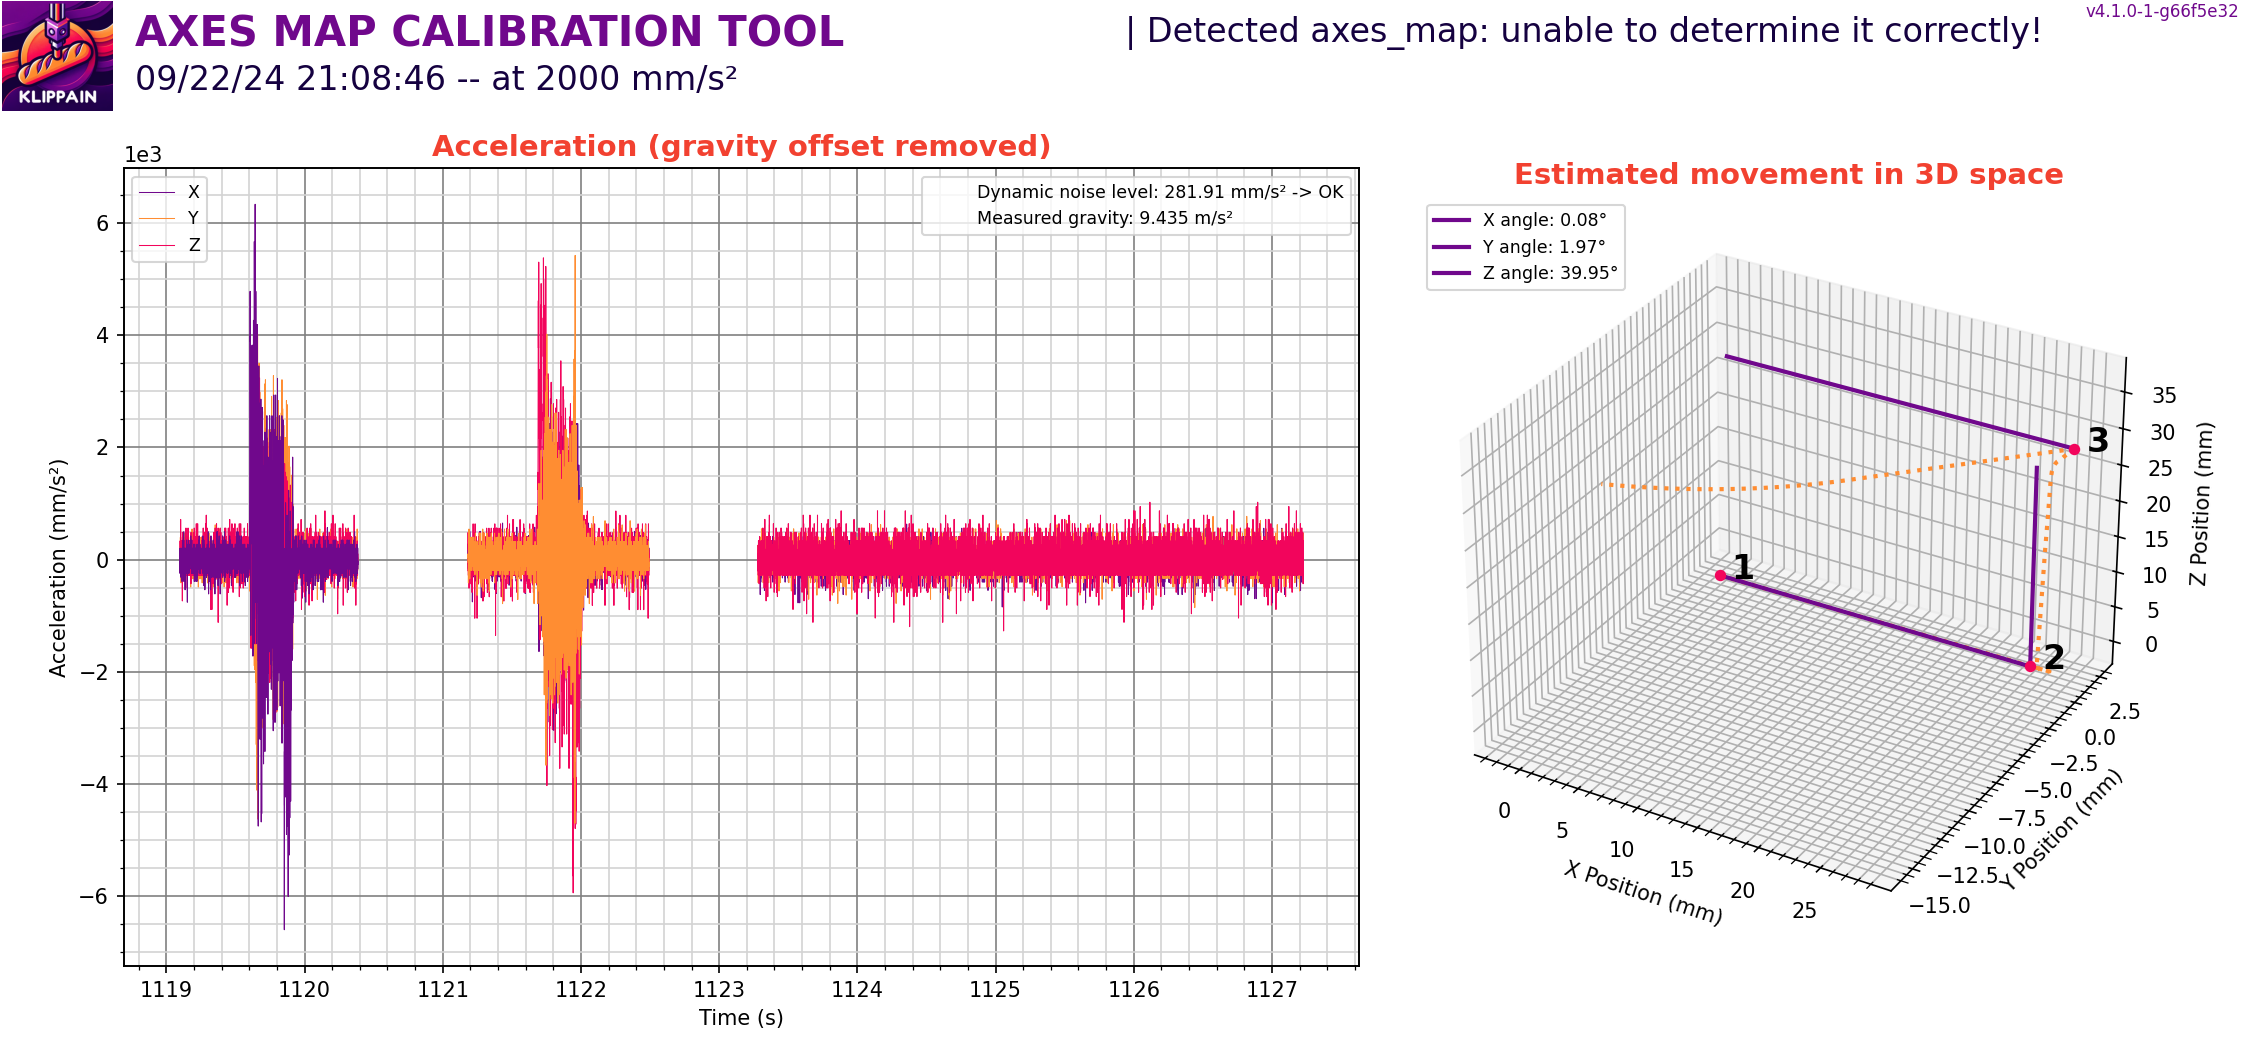 KLIPPAIN
AXES MAP CALIBRATION TOOL
09/22/24 21:08:46 -- at 2000 mm/s²
| Detected axes_map: unable to determine it correctly!
v4.1.0-1-g66f5e32
Acceleration (gravity offset removed)
1e3
X
Y
Z
Dynamic noise level: 281.91 mm/s² -> OK
Measured gravity: 9.435 m/s²
6
4
2
0
−2
−4
−6
Acceleration (mm/s²)
1119 1120 1121 1122 1123 1124 1125 1126 1127
Time (s)
Estimated movement in 3D space
X angle: 0.08°
Y angle: 1.97°
Z angle: 39.95°
1
2
3
35
30
25
20
15
10
5
0
Z Position (mm)
2.5
0.0
−2.5
−5.0
−7.5
−10.0
−12.5
−15.0
Y Position (mm)
0 5 10 15 20 25
X Position (mm)